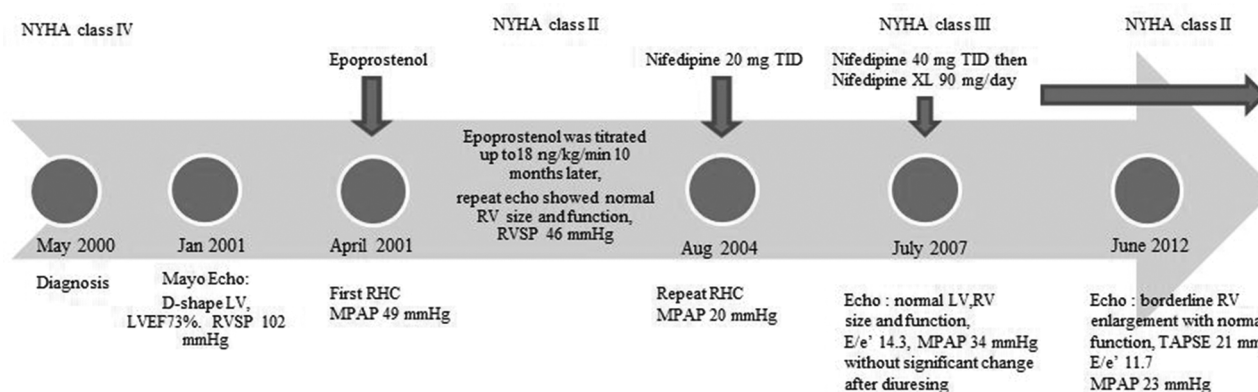 NYHA class IV
NYHA class II
NYHA class III
NYHA class II
Epoprostenol
Nifedipine 20 mg TID
Nifedipine 40 mg TID then
Nifedipine XL 90 mg/day
Epoprostenol was titrated
up to18 ng/kg/min 10
months later,
repeat echo showed normal
RV size and function,
RVSP 46 mmHg
May 2000
Jan 2001
April 2001
Aug 2004
July 2007
June 2012
Diagnosis
Mayo Echo:
D-shape LV,
LVEF73%. RVSP 102
mmHg
First RHC
MPAP 49 mmHg
Repeat RHC
MPAP 20 mmHg
Echo : normal LV,RV
size and function,
E/e’ 14.3, MPAP 34 mmHg
without significant change
after diuresing
Echo : borderline RV
enlargement with norma
function, TAPSE 21 mm
E/e’ 11.7
MPAP 23 mmHg